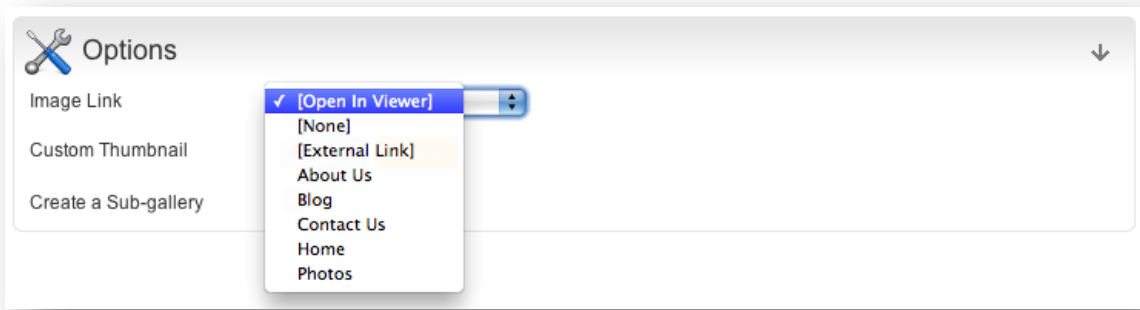 Options
Image Link
✓ [Open In Viewer]
[None]
[External Link]
Custom Thumbnail
About Us
Blog
Create a Sub-gallery
Contact Us
Home
Photos